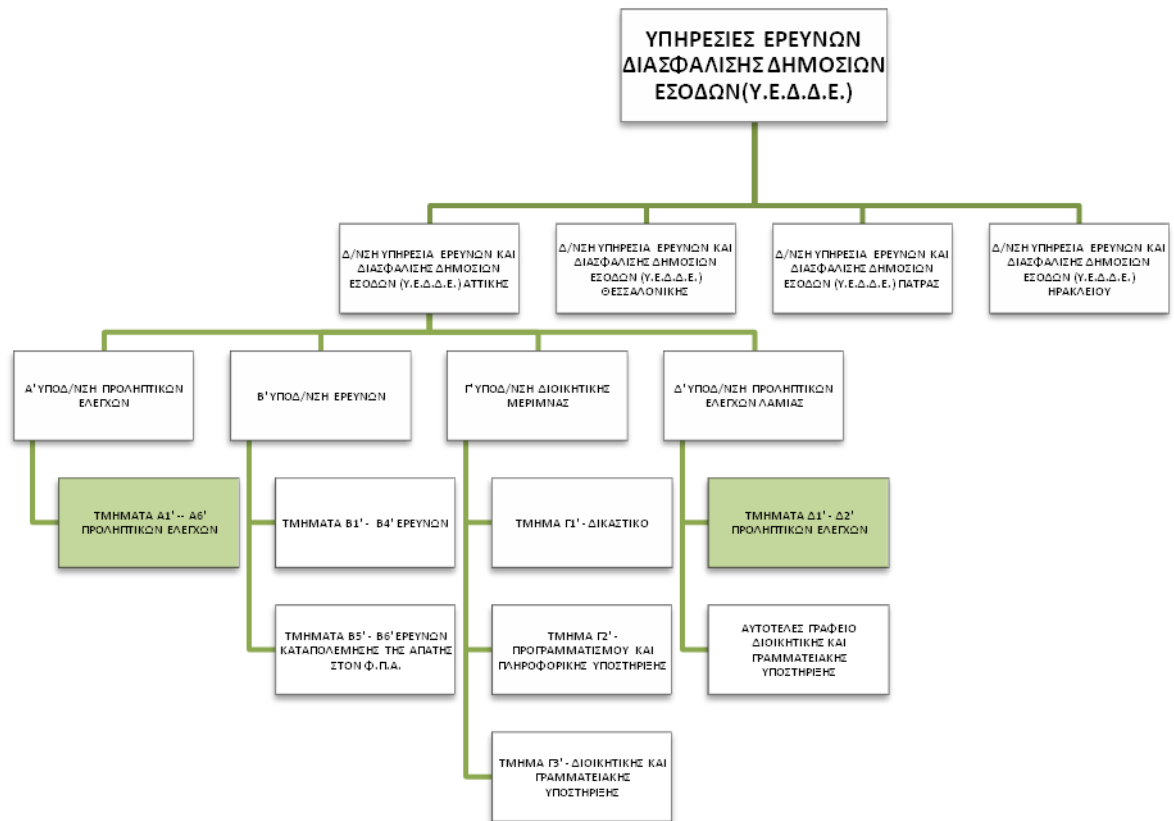 ΥΠΗΡΕΣΙΕΣ ΕΡΕΥΝΩΝ
ΔΙΑΣΦΑΛΙΣΗΣ ΔΗΜΟΣΙΩΝ
ΕΣΟΔΩΝ(Υ.Ε.Δ.Δ.Ε.)
Δ/ΝΣΗ ΥΠΗΡΕΣΙΑ ΕΡΕΥΝΩΝ ΚΑΙ
ΔΙΑΣΦΑΛΙΣΗΣ ΔΗΜΟΣΙΩΝ
ΕΣΟΔΩΝ (Υ.Ε.Δ.Δ.Ε.) ΑΤΤΙΚΗΣ
Δ/ΝΣΗ ΥΠΗΡΕΣΙΑ ΕΡΕΥΝΩΝ ΚΑΙ
ΔΙΑΣΦΑΛΙΣΗΣ ΔΗΜΟΣΙΩΝ
ΕΣΟΔΩΝ (Υ.Ε.Δ.Δ.Ε.)
ΘΕΣΣΑΛΟΝΙΚΗΣ
Δ/ΝΣΗ ΥΠΗΡΕΣΙΑ ΕΡΕΥΝΩΝ ΚΑΙ
ΔΙΑΣΦΑΛΙΣΗΣ ΔΗΜΟΣΙΩΝ
ΕΣΟΔΩΝ (Υ.Ε.Δ.Δ.Ε.) ΠΑΤΡΑΣ
Δ/ΝΣΗ ΥΠΗΡΕΣΙΑ ΕΡΕΥΝΩΝ ΚΑΙ
ΔΙΑΣΦΑΛΙΣΗΣ ΔΗΜΟΣΙΩΝ
ΕΣΟΔΩΝ (Υ.Ε.Δ.Δ.Ε.)
ΗΡΑΚΛΕΙΟΥ
Α' ΥΠΟΔ/ΝΣΗ ΠΡΟΛΗΠΤΙΚΩΝ
ΕΛΕΓΧΩΝ
Β' ΥΠΟΔ/ΝΣΗ ΕΡΕΥΝΩΝ
Γ' ΥΠΟΔ/ΝΣΗ ΔΙΟΙΚΗΤΙΚΗΣ
ΜΕΡΙΜΝΑΣ
Δ' ΥΠΟΔ/ΝΣΗ ΠΡΟΛΗΠΤΙΚΩΝ
ΕΛΕΓΧΩΝ ΛΑΜΙΑΣ
ΤΜΗΜΑΤΑ Α1' -- Α6'
ΠΡΟΛΗΠΤΙΚΩΝ ΕΛΕΓΧΩΝ
ΤΜΗΜΑΤΑ Β1' - Β4' ΕΡΕΥΝΩΝ
ΤΜΗΜΑ Γ1' - ΔΙΚΑΣΤΙΚΟ
ΤΜΗΜΑΤΑ Δ1' - Δ2'
ΠΡΟΛΗΠΤΙΚΩΝ ΕΛΕΓΧΩΝ
ΤΜΗΜΑΤΑ Β5' - Β6' ΕΡΕΥΝΩΝ
ΚΑΤΑΠΟΛΕΜΗΣΗΣ ΤΗΣ ΑΠΑΤΗΣ
ΣΤΟΝ Φ.Π.Α.
ΤΜΗΜΑ Γ2' -
ΠΡΟΓΡΑΜΜΑΤΙΣΜΟΥ ΚΑΙ
ΠΛΗΡΟΦΟΡΙΚΗΣ ΥΠΟΣΤΗΡΙΞΗΣ
ΑΥΤΟΤΕΛΕΣ ΓΡΑΦΕΙΟ
ΔΙΟΙΚΗΤΙΚΗΣ ΚΑΙ
ΓΡΑΜΜΑΤΕΙΑΚΗΣ
ΥΠΟΣΤΗΡΙΞΗΣ
ΤΜΗΜΑ Γ3' - ΔΙΟΙΚΗΤΙΚΗΣ ΚΑΙ
ΓΡΑΜΜΑΤΕΙΑΚΗΣ
ΥΠΟΣΤΗΡΙΞΗΣ